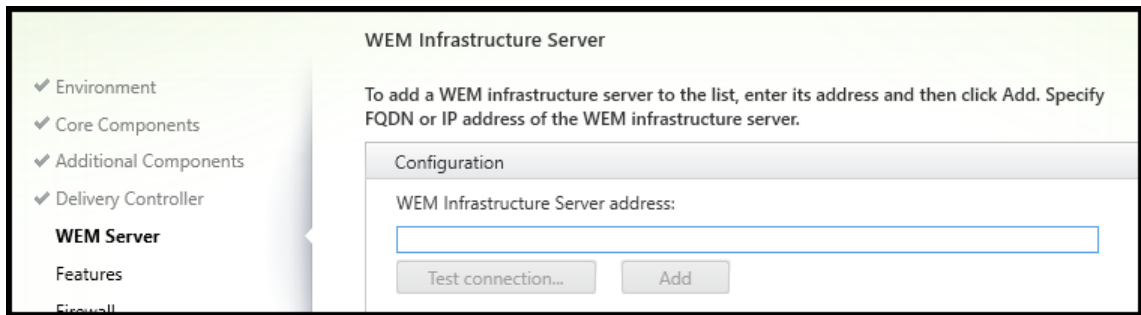 WEM Infrastructure Server
Environment
Core Components
Additional Components
Delivery Controller
WEM Server
Features
Firewall
To add a WEM infrastructure server to the list, enter its address and then click Add. Specify
FQDN or IP address of the WEM infrastructure server.
Configuration
WEM Infrastructure Server address:
Test connection...
Add